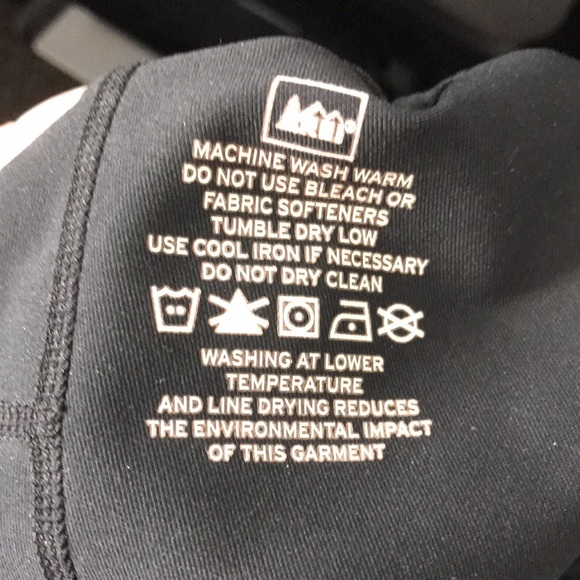 REI®
MACHINE WASH WARM
DO NOT USE BLEACH OR
FABRIC SOFTENERS
TUMBLE DRY LOW
USE COOL IRON IF NECESSARY
DO NOT DRY CLEAN
WASHING AT LOWER
TEMPERATURE
AND LINE DRYING REDUCES
THE ENVIRONMENTAL IMPACT
OF THIS GARMENT